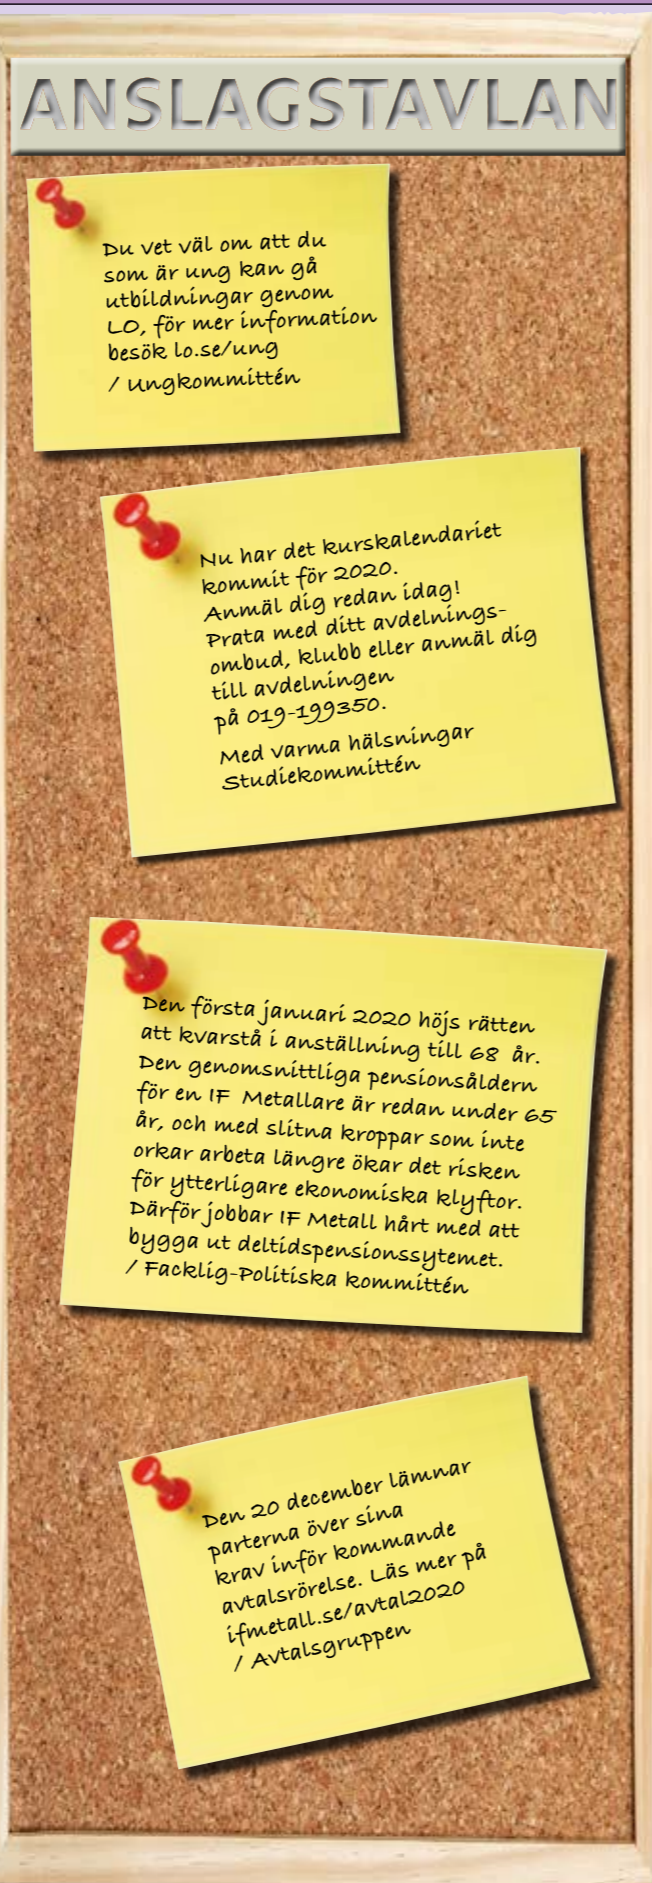 ANSLAGSTAVLAN
Du vet väl om att du
som är ung kan gå
utbildningar genom
LO, för mer information
besök lo.se/ung
/ Ungkommittén
Nu har det kurskalendariet
kommit för 2020.
Anmäl dig redan idag!
Prata med ditt avdelnings-
ombud, klubb eller anmäl dig
till avdelningen
på 019-199350.
Med varma hälsningar
Studiekommittén
Den första januari 2020 höjs rätten
att kvarstå i anställning till 68 år.
Den genomsnittliga pensionsåldern
för en IF Metallare är redan under 65
år, och med slitna kroppar som inte
orkar arbeta längre ökar det risken
för ytterligare ekonomiska klyftor.
Därför jobbar IF Metall hårt med att
bygga ut deltidspensionssytemet.
/ Facklig-Politiska kommittén
Den 20 december lämnar
parterna över sina
krav inför kommande
avtalsrörelse. Läs mer på
ifmetall.se/avtal2020
/ Avtalsgruppen